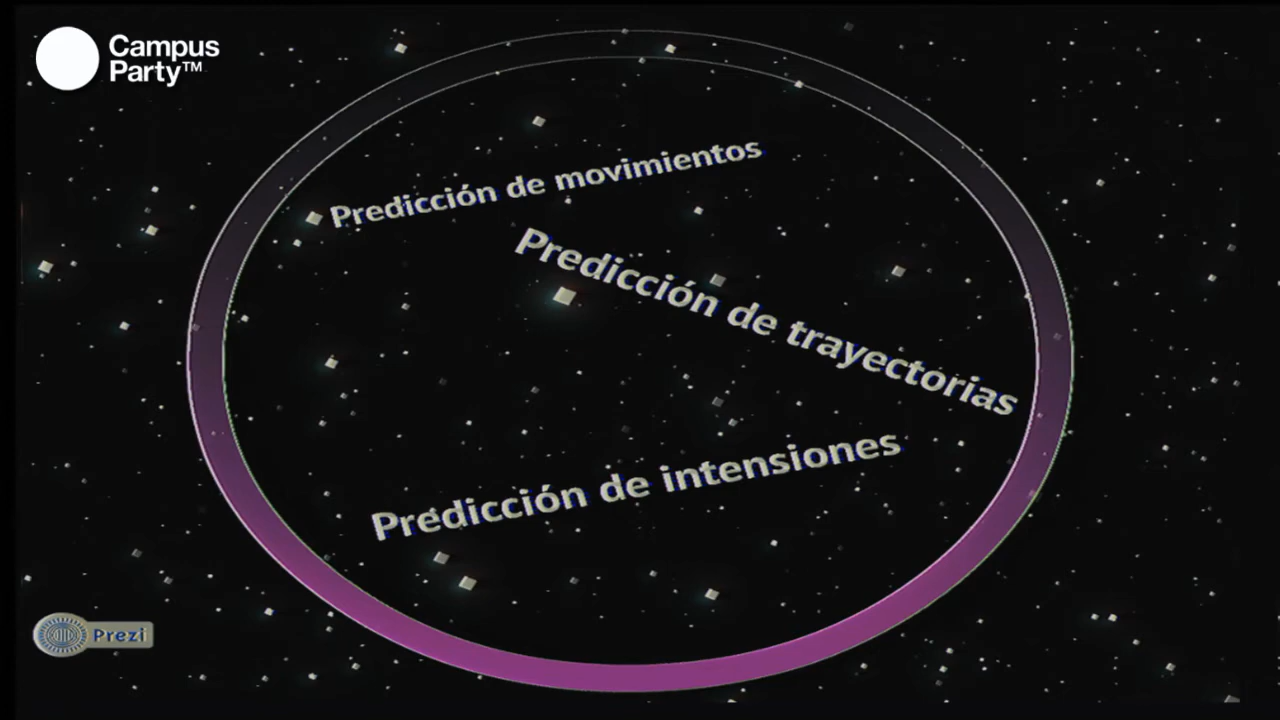 Campus
Party™
Predicción de movimientos
Predicción de trayectorias
Predicción de intensiones
Prezi